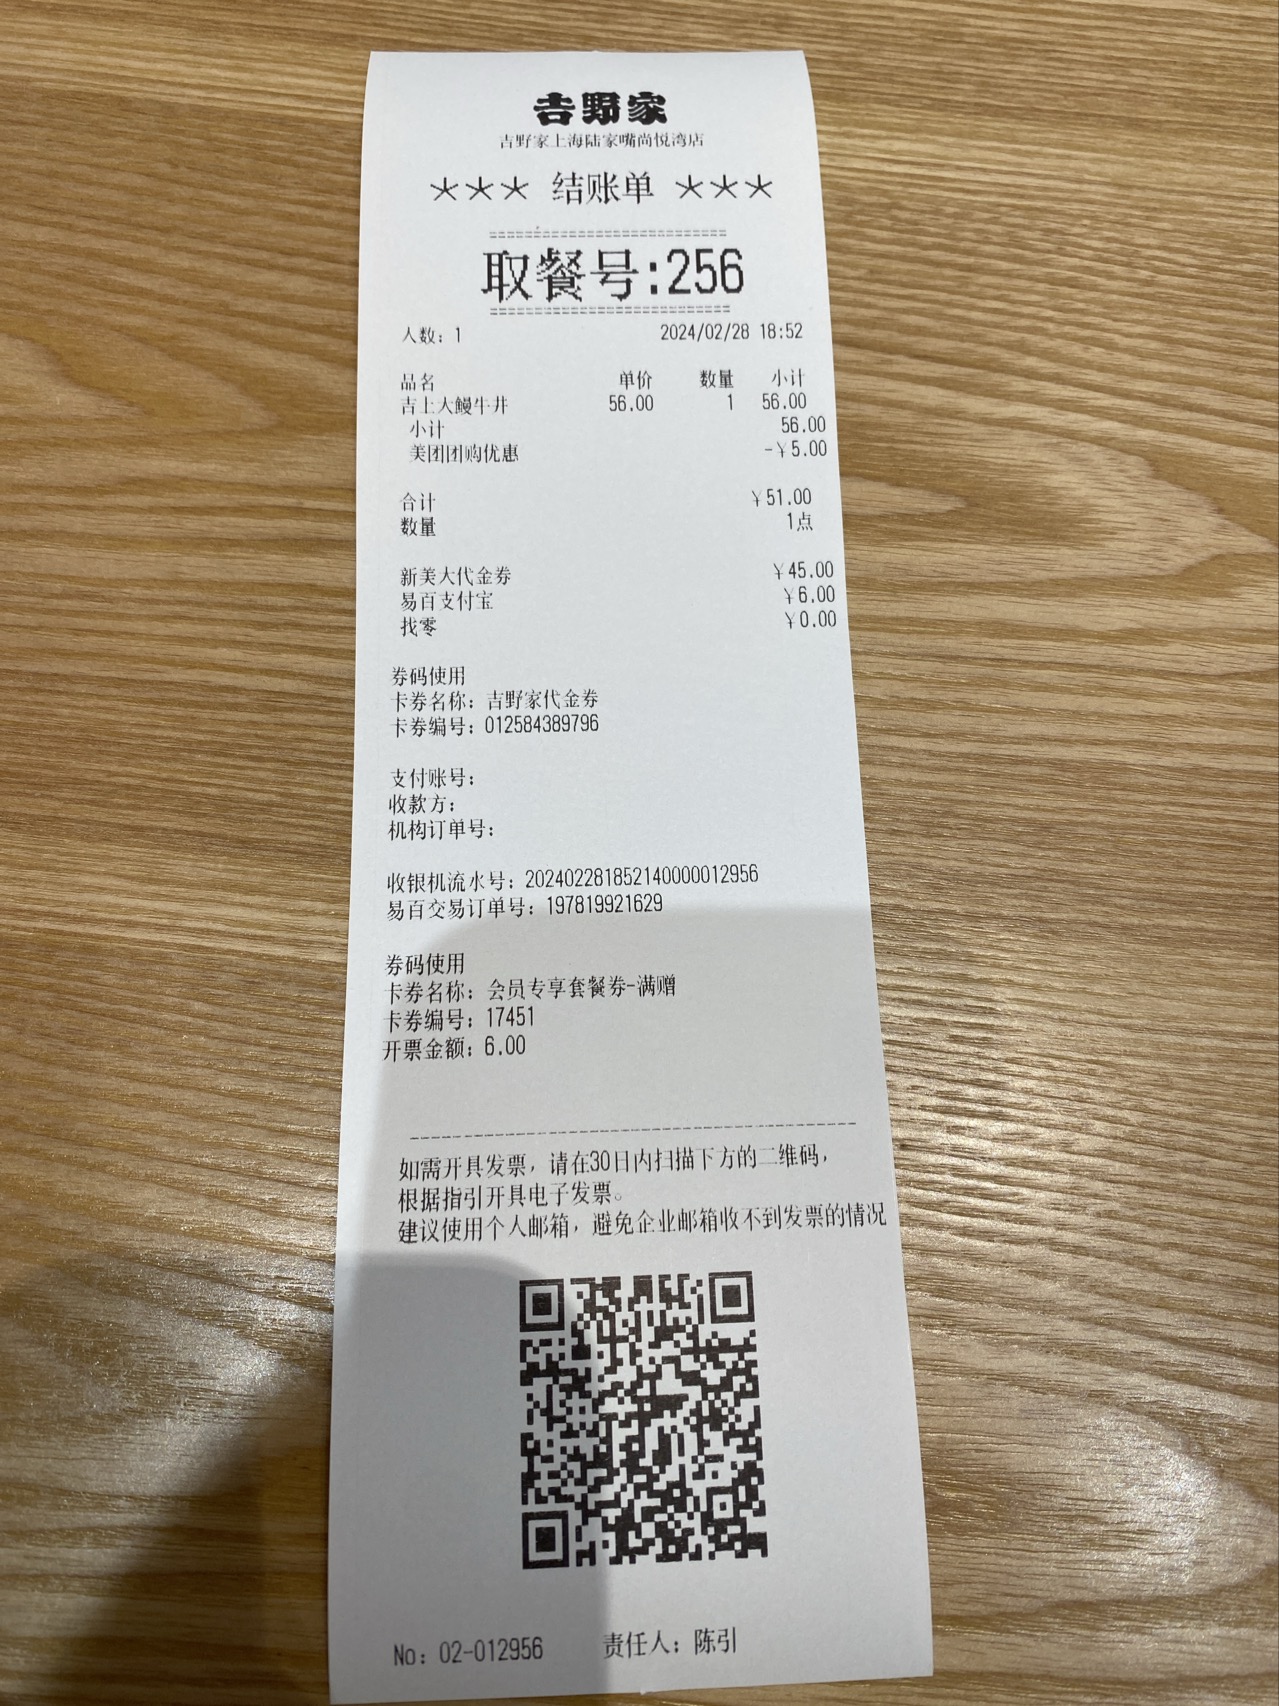 吉野家
吉野家上海陆家嘴尚悦湾店
*** 结账单 ***
==========================
取餐号:256
==========================
人数: 1 2024/02/28 18:52
品名 单价 数量 小计
吉上大鳗牛井 56.00 1 56.00
小计 56.00
美团团购优惠 -¥5.00
合计 ¥51.00
数量 1点
新美大代金券 ¥45.00
易百支付宝 ¥6.00
找零 ¥0.00
券码使用
卡券名称: 吉野家代金券
卡券编号: 012584389796
支付账号:
收款方:
机构订单号:
收银机流水号: 202402281852140000012956
易百交易订单号: 197819921629
券码使用
卡券名称: 会员专享套餐券-满赠
卡券编号: 17451
开票金额: 6.00
如需开具发票, 请在30日内扫描下方的二维码,
根据指引开具电子发票。
建议使用个人邮箱, 避免企业邮箱收不到发票的情况
No: 02-012956 责任人: 陈引